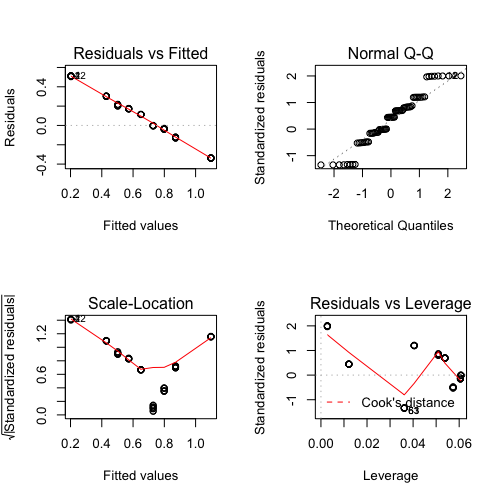 Residuals vs Fitted
Residuals
-0.4 0.0 0.4
0.2 0.4 0.6 0.8 1.0
Fitted values
Normal Q-Q
Standardized residuals
-1 0 1 2
-2 -1 0 1 2
Theoretical Quantiles
Scale-Location
√|Standardized residuals|
0.0 0.6 1.2
0.2 0.4 0.6 0.8 1.0
Fitted values
Residuals vs Leverage
Standardized residuals
-1 0 1 2
Cook's distance
63
0.00 0.02 0.04 0.06
Leverage